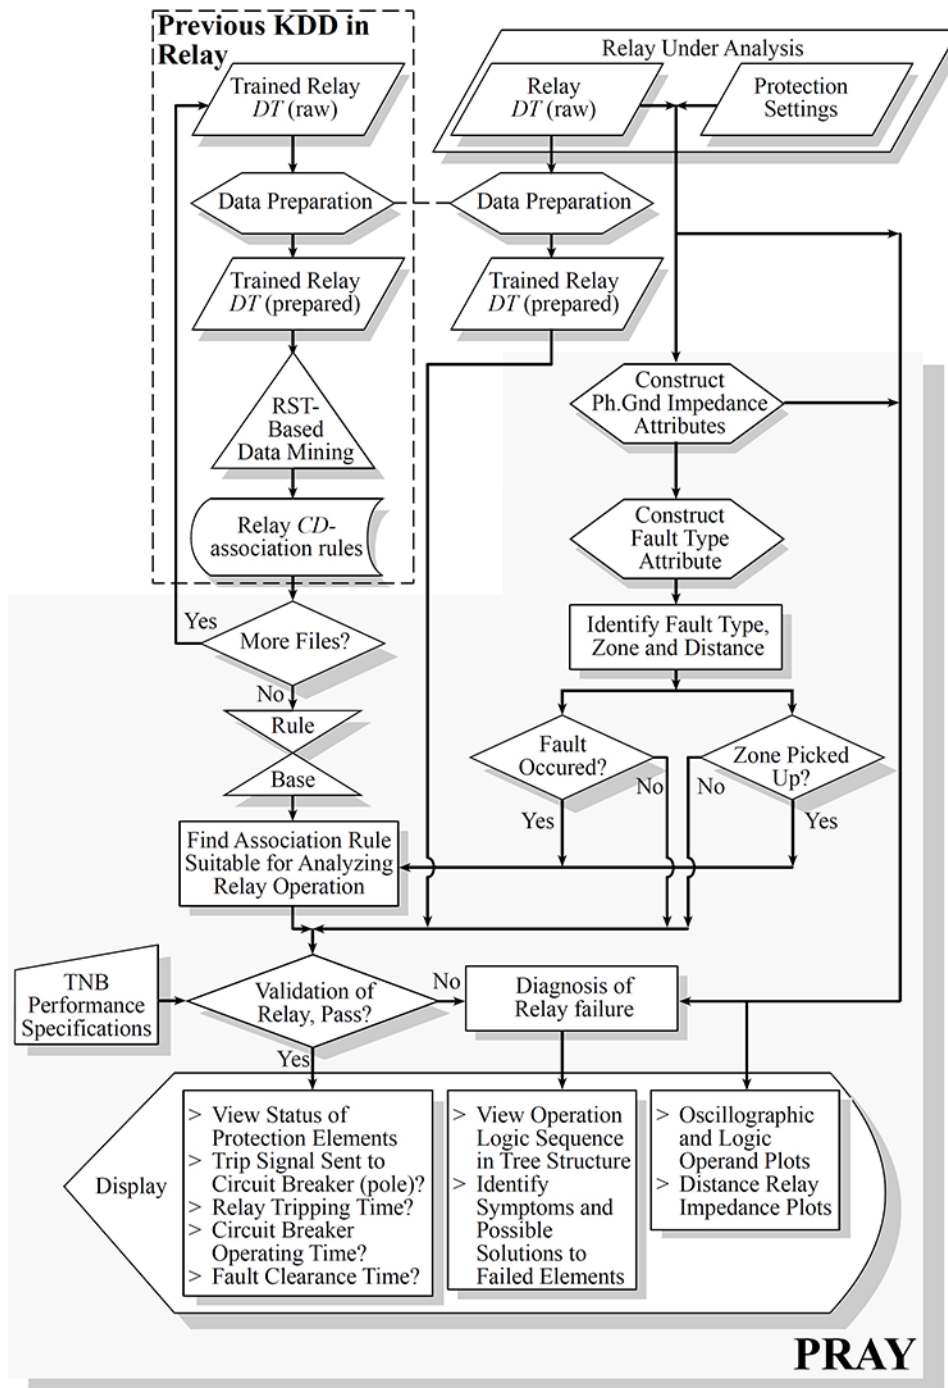 Previous KDD in
Relay
Trained Relay
DT (raw)
Data Preparation
Trained Relay
DT (prepared)
RST-
Based
Data Mining
Relay CD-
association rules
Relay Under Analysis
Relay
DT (raw)
Protection
Settings
Data Preparation
Trained Relay
DT (prepared)
Construct
Ph.Gnd Impedance
Attributes
Construct
Fault Type
Attribute
Identify Fault Type,
Zone and Distance
Yes
More Files?
No
Rule
Base
Fault
Occured?
No
Yes
Zone Picked
Up?
No
Yes
Find Association Rule
Suitable for Analyzing
Relay Operation
TNB
Performance
Specifications
Validation of
Relay, Pass?
No
Yes
Diagnosis of
Relay failure
Display
> View Status of
Protection Elements
> Trip Signal Sent to
Circuit Breaker (pole)?
> Relay Tripping Time?
> Circuit Breaker
Operating Time?
> Fault Clearance Time?
> View Operation
Logic Sequence
in Tree Structure
> Identify
Symptoms and
Possible
Solutions to
Failed Elements
> Oscillographic
and Logic
Operand Plots
> Distance Relay
Impedance Plots
PRAY